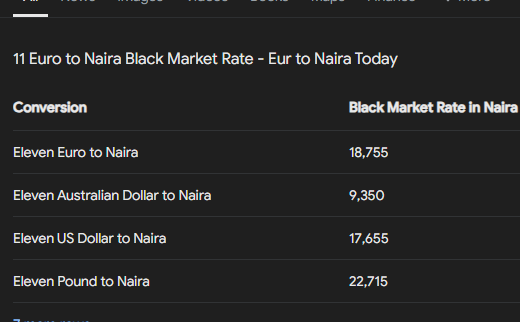 11 Euro to Naira Black Market Rate - Eur to Naira Today
Conversion Black Market Rate in Naira
Eleven Euro to Naira 18,755
Eleven Australian Dollar to Naira 9,350
Eleven US Dollar to Naira 17,655
Eleven Pound to Naira 22,715